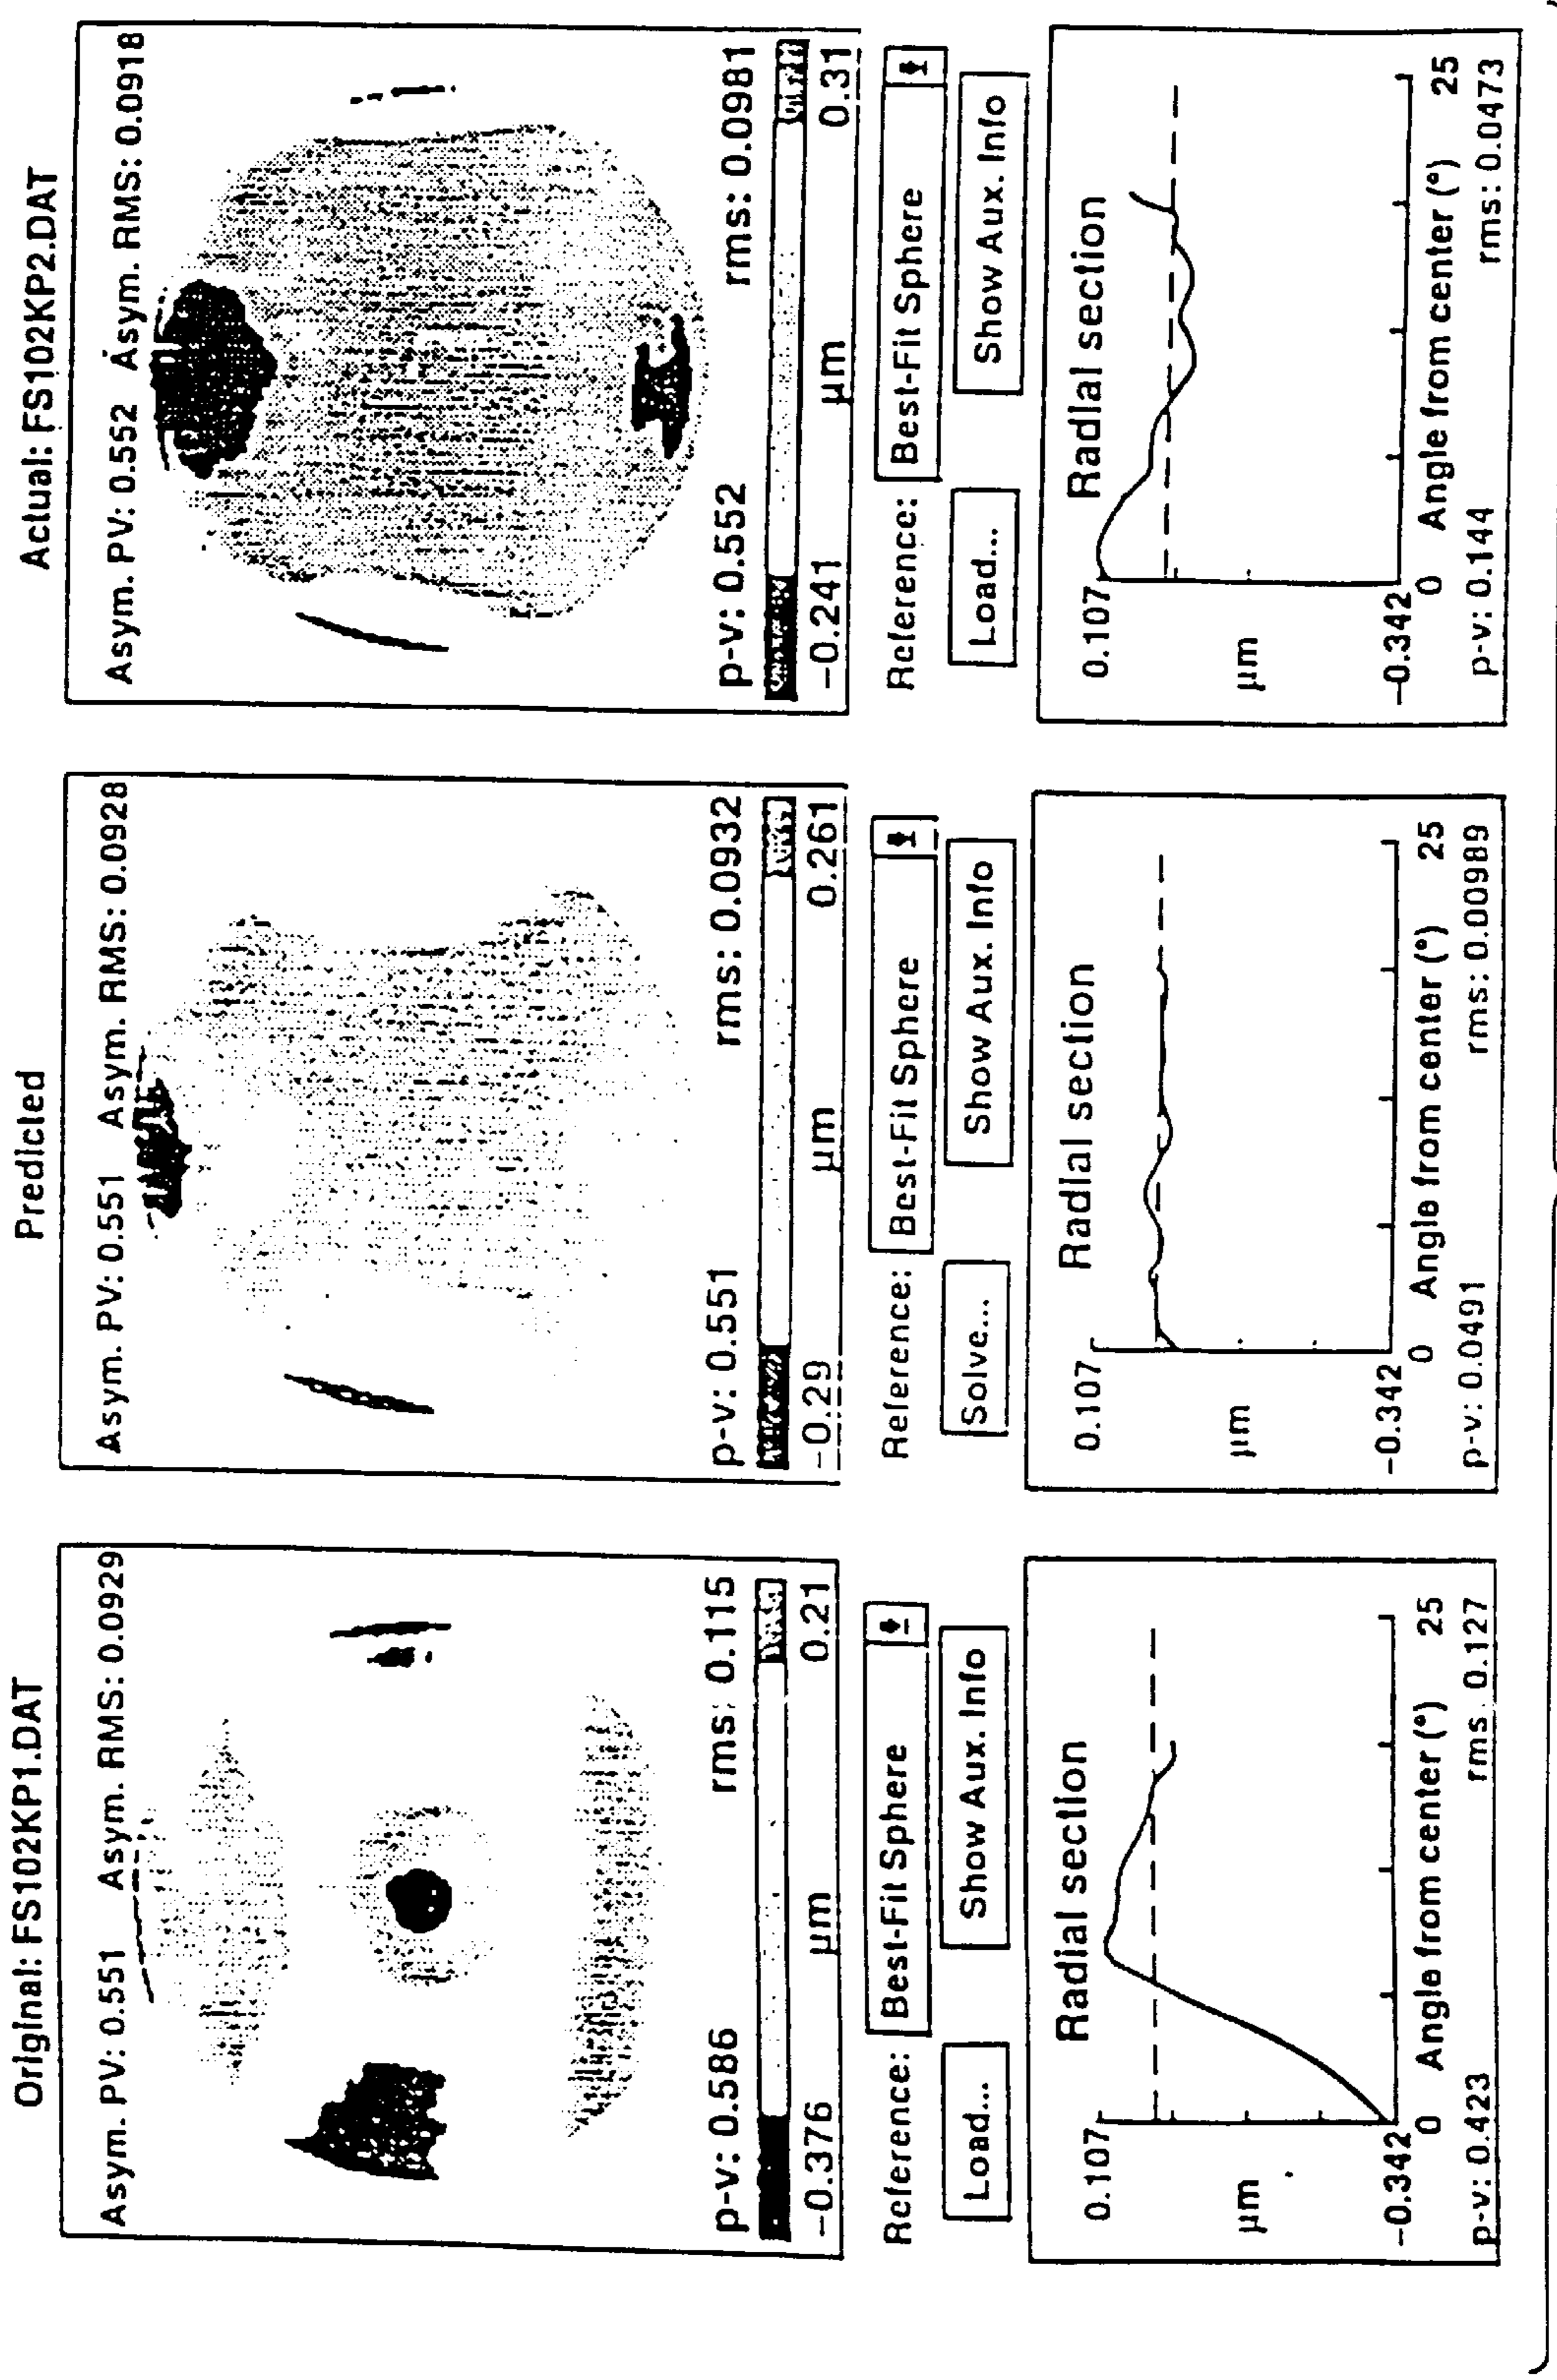 Original: FS102KP1.DAT
Asym. PV: 0.551 Asym. RMS: 0.0929
p-v: 0.586 rms: 0.115
−0.376 µm 0.21
Reference: Best-Fit Sphere
Load... Show Aux. Info
Radial section
0.107
µm
−0.342
0 Angle from center (°) 25
p-v: 0.423 rms 0.127
Predicted
Asym. PV: 0.551 Asym. RMS: 0.0928
p-v: 0.551 rms: 0.0932
−0.29 µm 0.261
Reference: Best-Fit Sphere
Solve... Show Aux. Info
Radial section
0.107
µm
−0.342
0 Angle from center (°) 25
p-v: 0.0491 rms: 0.00989
Actual: FS102KP2.DAT
Asym. PV: 0.552 Asym. RMS: 0.0918
p-v: 0.552 rms: 0.0981
−0.241 µm 0.31
Reference: Best-Fit Sphere
Load... Show Aux. Info
Radial section
0.107
µm
−0.342
0 Angle from center (°) 25
p-v: 0.144 rms: 0.0473